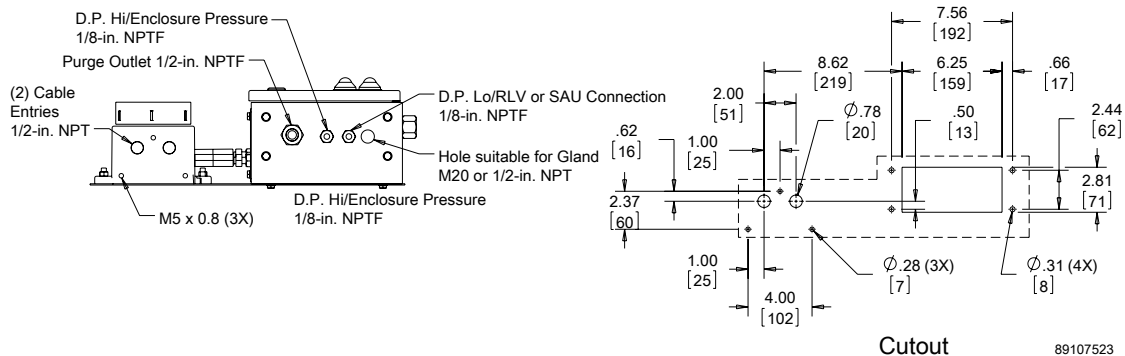 D.P. Hi/Enclosure Pressure
1/8-in. NPTF
Purge Outlet 1/2-in. NPTF
(2) Cable
Entries
1/2-in. NPT
D.P. Lo/RLV or SAU Connection
1/8-in. NPTF
Hole suitable for Gland
M20 or 1/2-in. NPT
D.P. Hi/Enclosure Pressure
1/8-in. NPTF
M5 x 0.8 (3X)
7.56
[192]
8.62
[219]
6.25
[159]
.66
[17]
2.00
[51]
Ø.78
[20]
.50
[13]
2.44
[62]
.62
[16]
1.00
[25]
2.37
[60]
2.81
[71]
1.00
[25]
Ø.28 (3X)
[7]
Ø.31 (4X)
[8]
4.00
[102]
Cutout
89107523